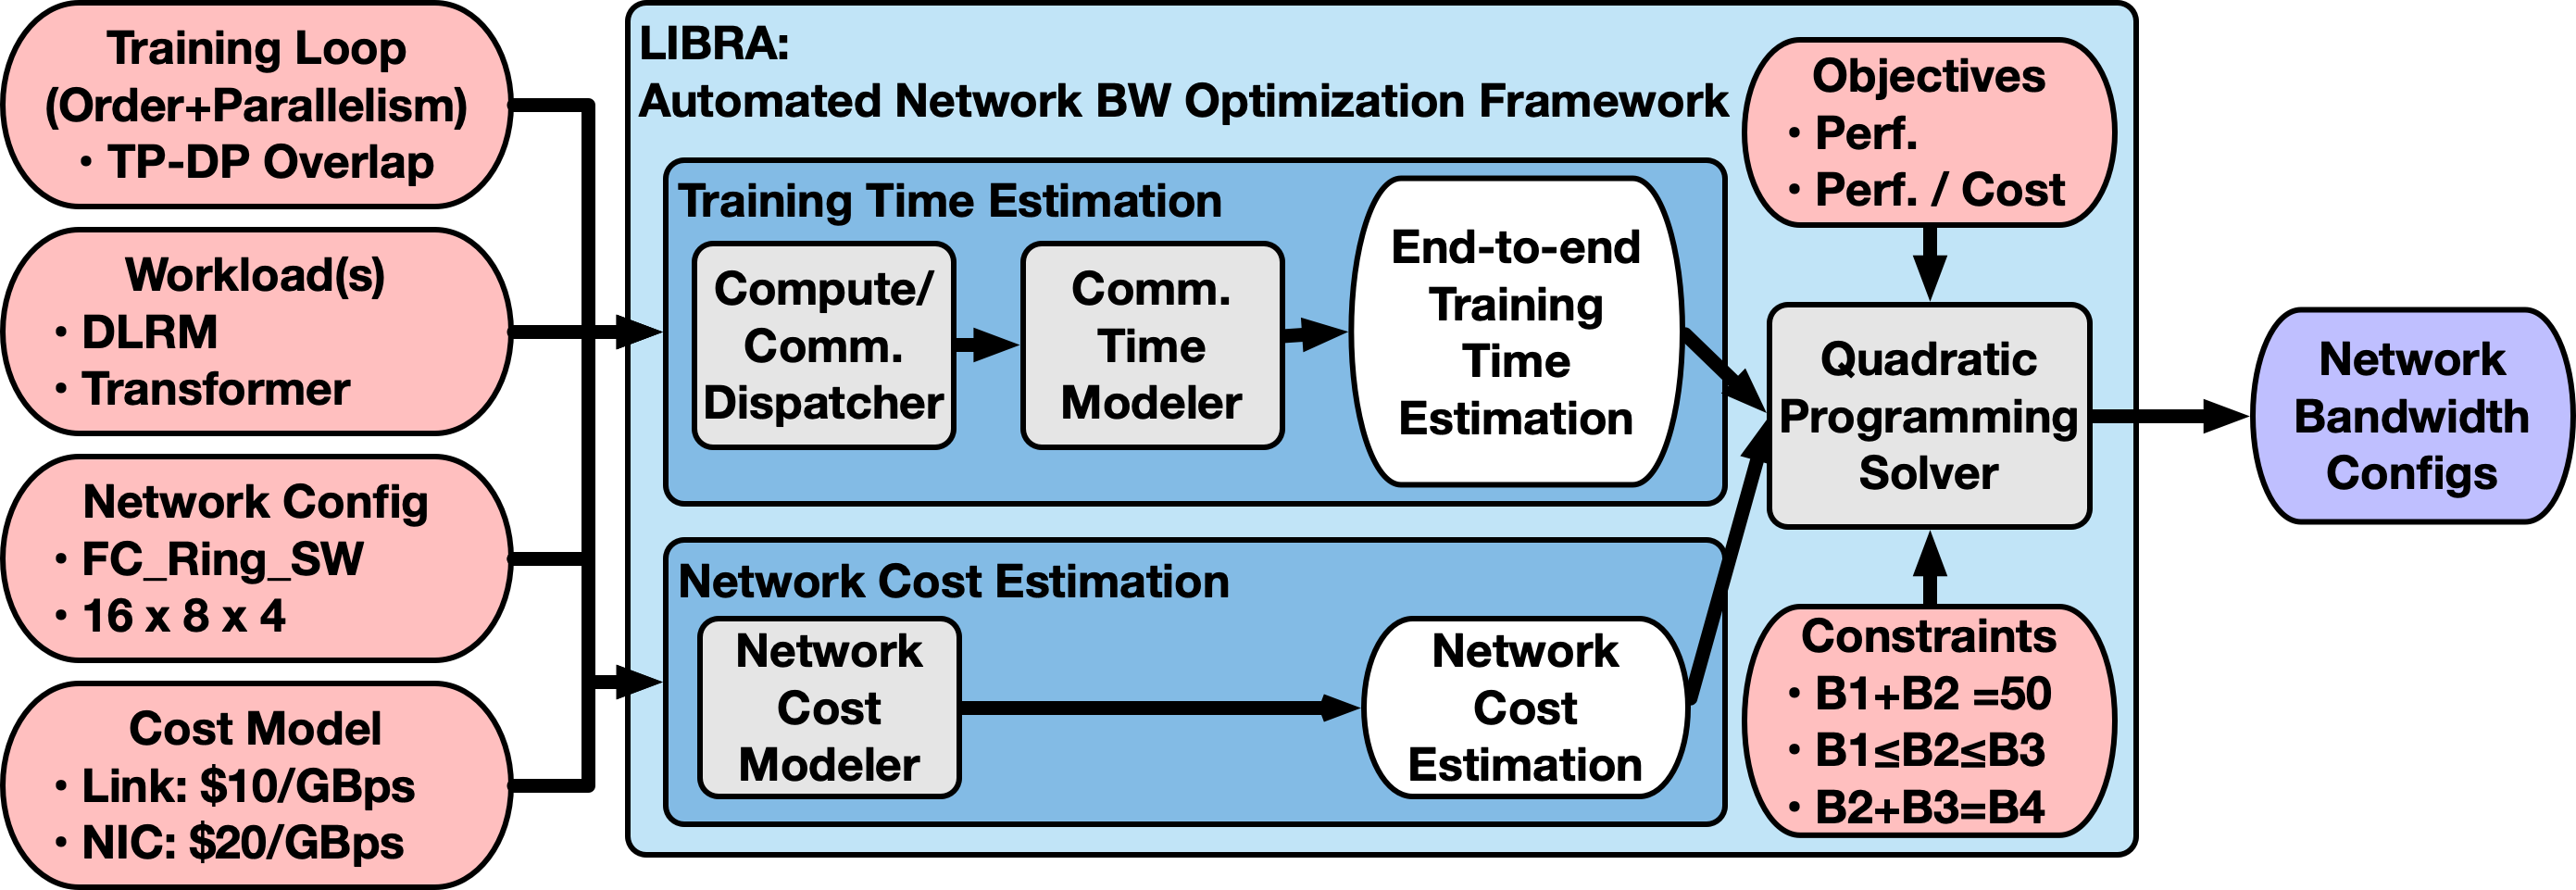 Training Loop
(Order+Parallelism)
• TP-DP Overlap
Workload(s)
• DLRM
• Transformer
Network Config
• FC_Ring_SW
• 16 x 8 x 4
Cost Model
• Link: $10/GBps
• NIC: $20/GBps
LIBRA:
Automated Network BW Optimization Framework
Training Time Estimation
Compute/
Comm.
Dispatcher
Comm.
Time
Modeler
End-to-end
Training
Time
Estimation
Network Cost Estimation
Network
Cost
Modeler
Network
Cost
Estimation
Objectives
• Perf.
• Perf. / Cost
Quadratic
Programming
Solver
Constraints
• B1+B2 =50
• B1≤B2≤B3
• B2+B3=B4
Network
Bandwidth
Configs